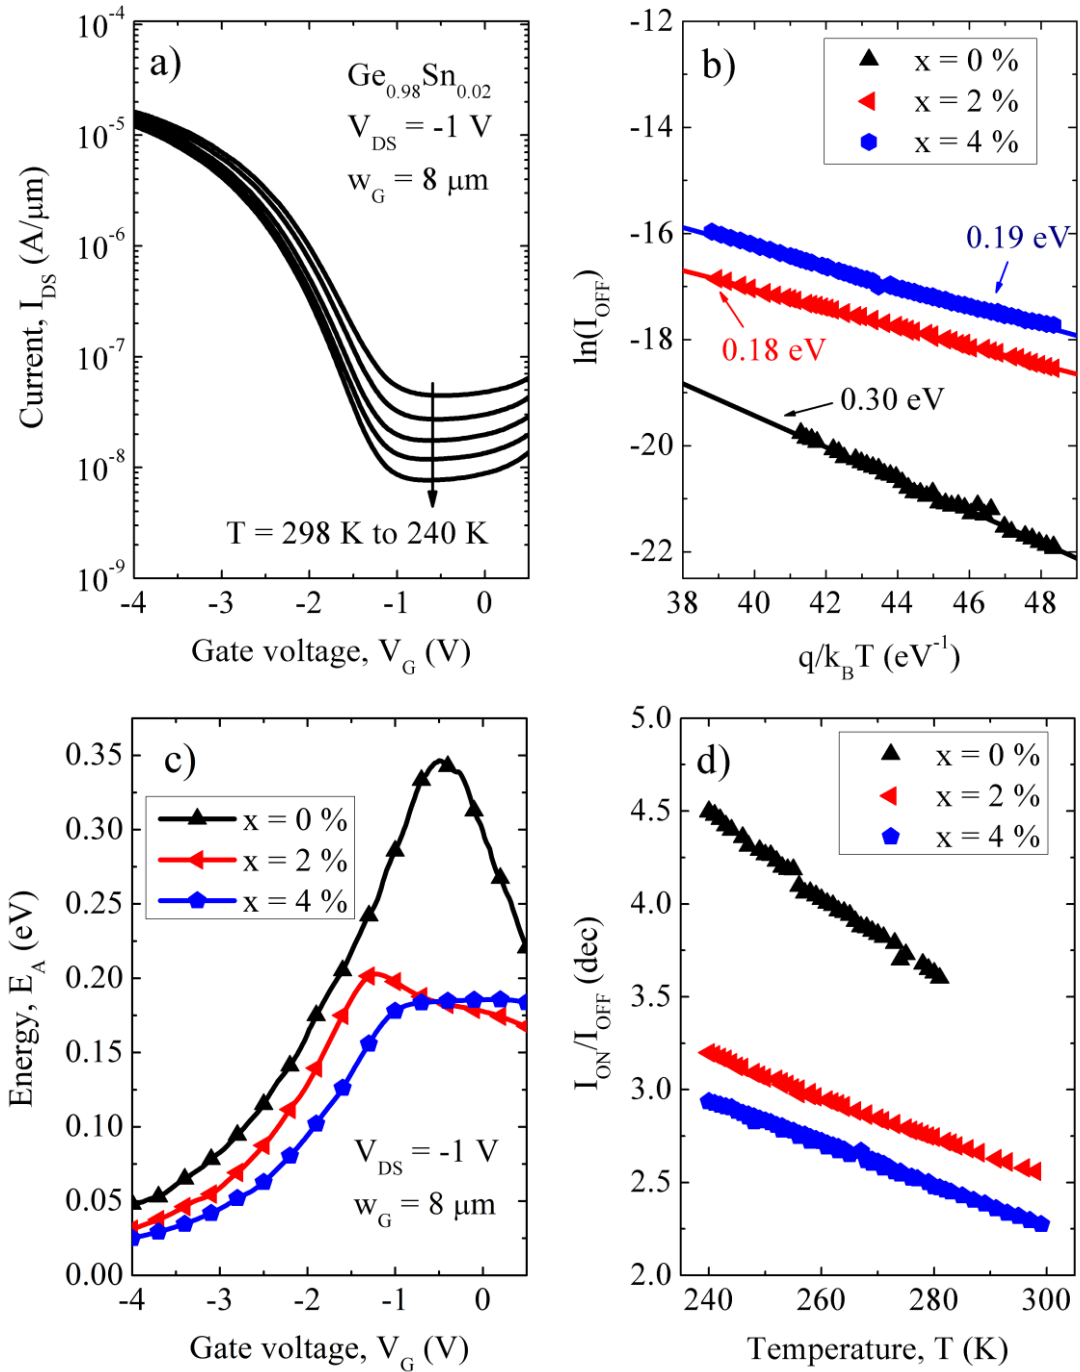 a)
Ge0.98Sn0.02
VDS = -1 V
wG = 8 μm
T = 298 K to 240 K
10-4
10-5
10-6
10-7
10-8
10-9
Current, IDS (A/μm)
-4 -3 -2 -1 0
Gate voltage, VG (V)
b)
x = 0 %
x = 2 %
x = 4 %
0.19 eV
0.18 eV
0.30 eV
-12
-14
-16
-18
-20
-22
ln(IOFF)
38 40 42 44 46 48
q/kBT (eV-1)
c)
x = 0 %
x = 2 %
x = 4 %
VDS = -1 V
wG = 8 μm
0.35
0.30
0.25
0.20
0.15
0.10
0.05
0.00
Energy, EA (eV)
-4 -3 -2 -1 0
Gate voltage, VG (V)
d)
x = 0 %
x = 2 %
x = 4 %
5.0
4.5
4.0
3.5
3.0
2.5
2.0
ION/IOFF (dec)
240 260 280 300
Temperature, T (K)